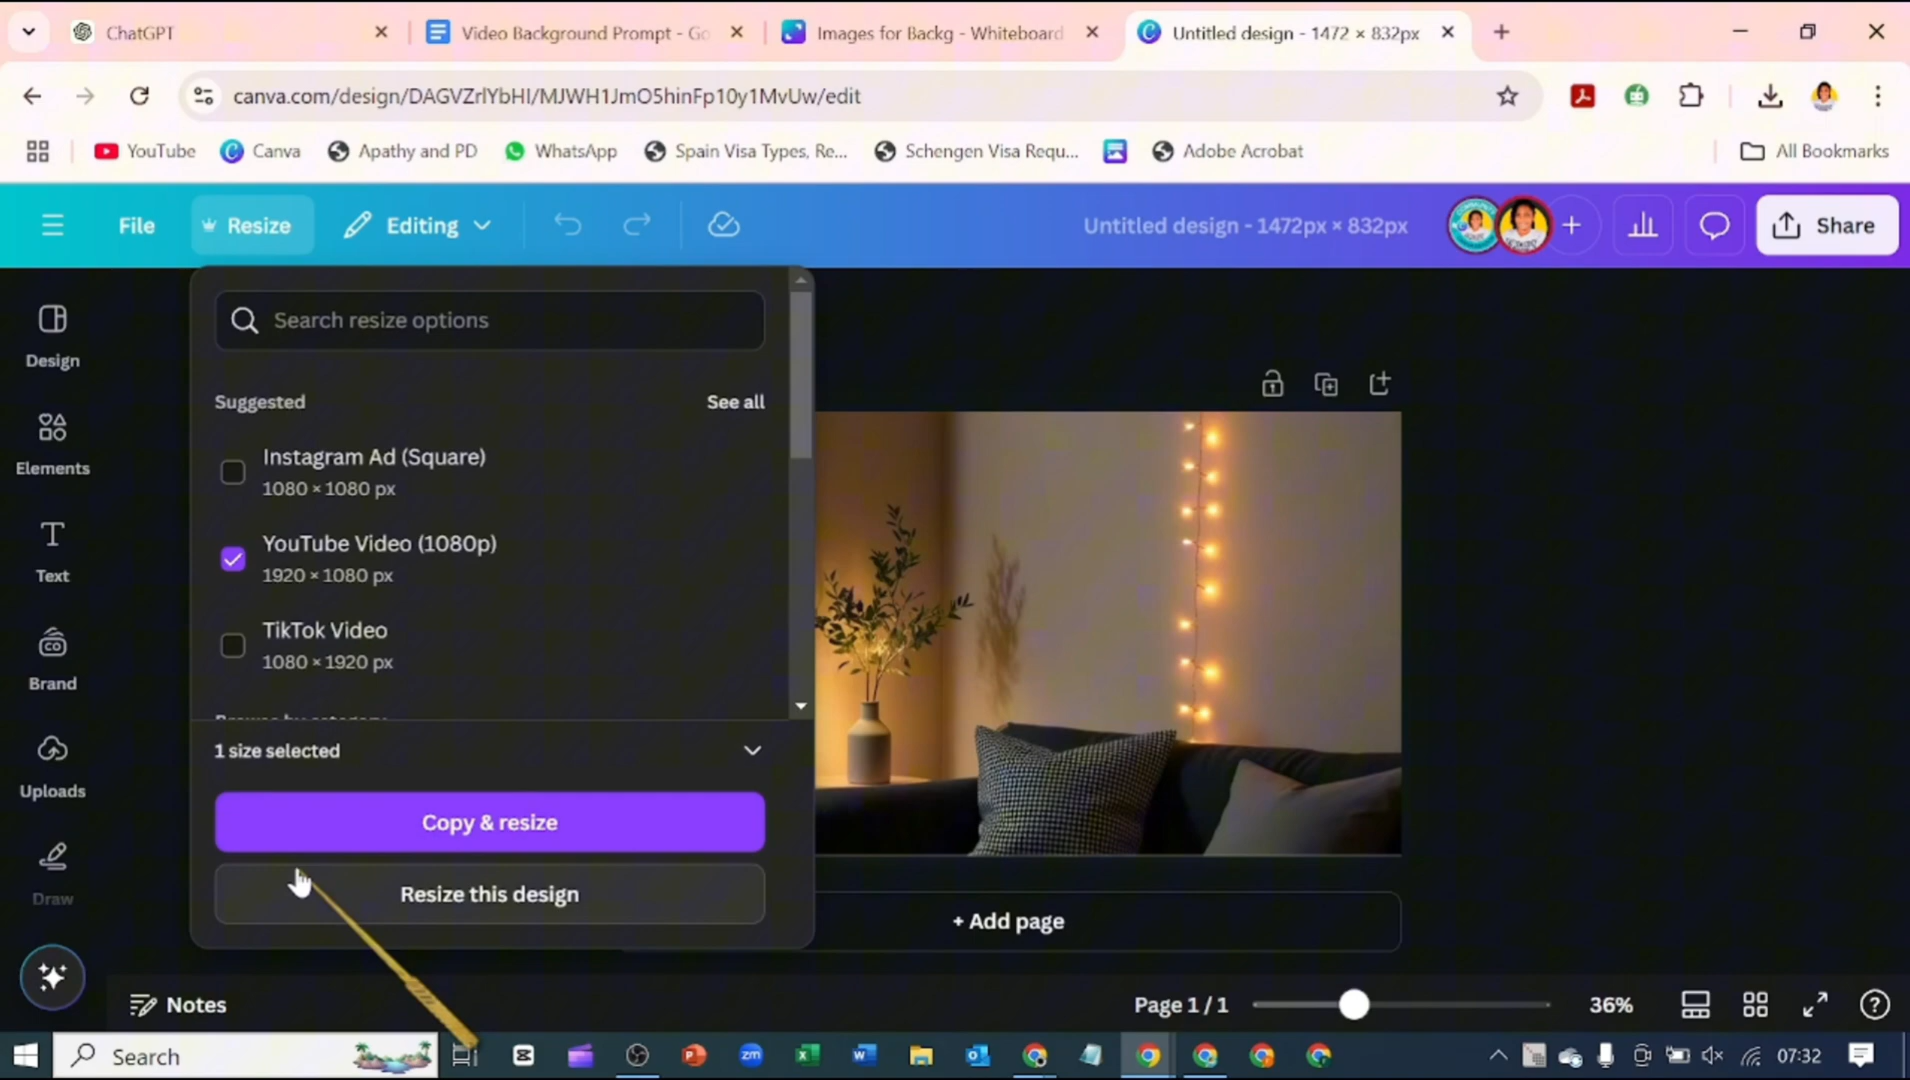 ChatGPT
Video Background Prompt - Go
Images for Backg - Whiteboard
Untitled design - 1472 × 832px
canva.com/design/DAGVZrlYbHI/MJWH1JmO5hinFp10y1MvUw/edit
YouTube
Canva
Apathy and PD
WhatsApp
Spain Visa Types, Re...
Schengen Visa Requ...
Adobe Acrobat
All Bookmarks
File
Resize
Editing
Untitled design - 1472px × 832px
Share
Search resize options
Design
Suggested
See all
Elements
Instagram Ad (Square)
1080 × 1080 px
YouTube Video (1080p)
1920 × 1080 px
Text
TikTok Video
1080 × 1920 px
Brand
Browse by category
1 size selected
Uploads
Copy & resize
Resize this design
Draw
+ Add page
Notes
Page 1 / 1
36%
Search
07:32